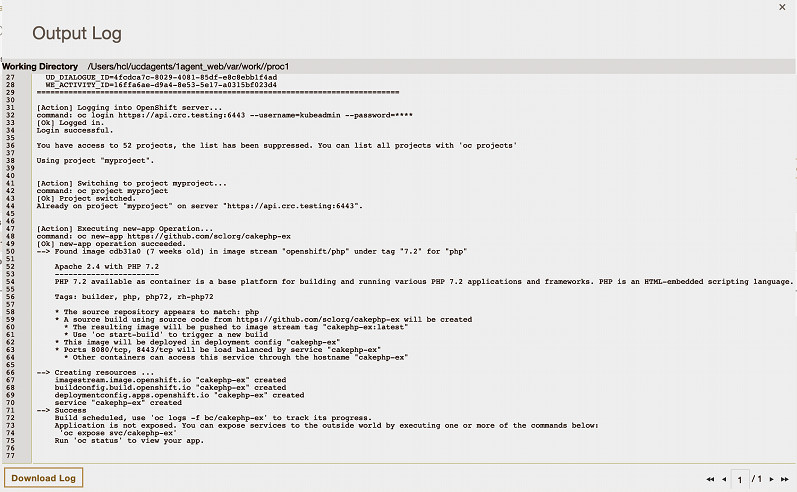 Output Log
Working Directory /Users/hcl/ucdagents/1agent_web/var/work//proc1
27 UD_DIALOGUE_ID=4fcdca7c-8029-4081-85df-e8c8ebb1f4ad
28 WE_ACTIVITY_ID=16ffa6ae-d9a4-8e53-5e17-a0315bf023d4
29 ===============================================================================
30
31 [Action] Logging into OpenShift server...
32 command: oc login https://api.crc.testing:6443 --username=kubeadmin --password=****
33 [Ok] Logged in.
34 Login successful.
35
36 You have access to 52 projects, the list has been suppressed. You can list all projects with 'oc projects'
37
38 Using project "myproject".
39
40
41 [Action] Switching to project myproject...
42 command: oc project myproject
43 [Ok] Project switched.
44 Already on project "myproject" on server "https://api.crc.testing:6443".
45
46
47 [Action] Executing new-app Operation...
48 command: oc new-app https://github.com/sclorg/cakephp-ex
49 [Ok] new-app operation succeeded.
50 --> Found image cdb31a0 (7 weeks old) in image stream "openshift/php" under tag "7.2" for "php"
51
52 Apache 2.4 with PHP 7.2
53 -----------------------
54 PHP 7.2 available as container is a base platform for building and running various PHP 7.2 applications and frameworks. PHP is an HTML-embedded scripting language.
55
56 Tags: builder, php, php72, rh-php72
57
58 * The source repository appears to match: php
59 * A source build using source code from https://github.com/sclorg/cakephp-ex will be created
60 * The resulting image will be pushed to image stream tag "cakephp-ex:latest"
61 * Use 'oc start-build' to trigger a new build
62 * This image will be deployed in deployment config "cakephp-ex"
63 * Ports 8080/tcp, 8443/tcp will be load balanced by service "cakephp-ex"
64 * Other containers can access this service through the hostname "cakephp-ex"
65
66 --> Creating resources ...
67 imagestream.image.openshift.io "cakephp-ex" created
68 buildconfig.build.openshift.io "cakephp-ex" created
69 deploymentconfig.apps.openshift.io "cakephp-ex" created
70 service "cakephp-ex" created
71 --> Success
72 Build scheduled, use 'oc logs -f bc/cakephp-ex' to track its progress.
73 Application is not exposed. You can expose services to the outside world by executing one or more of the commands below:
74 'oc expose svc/cakephp-ex'
75 Run 'oc status' to view your app.
76
77
Download Log
1 / 1